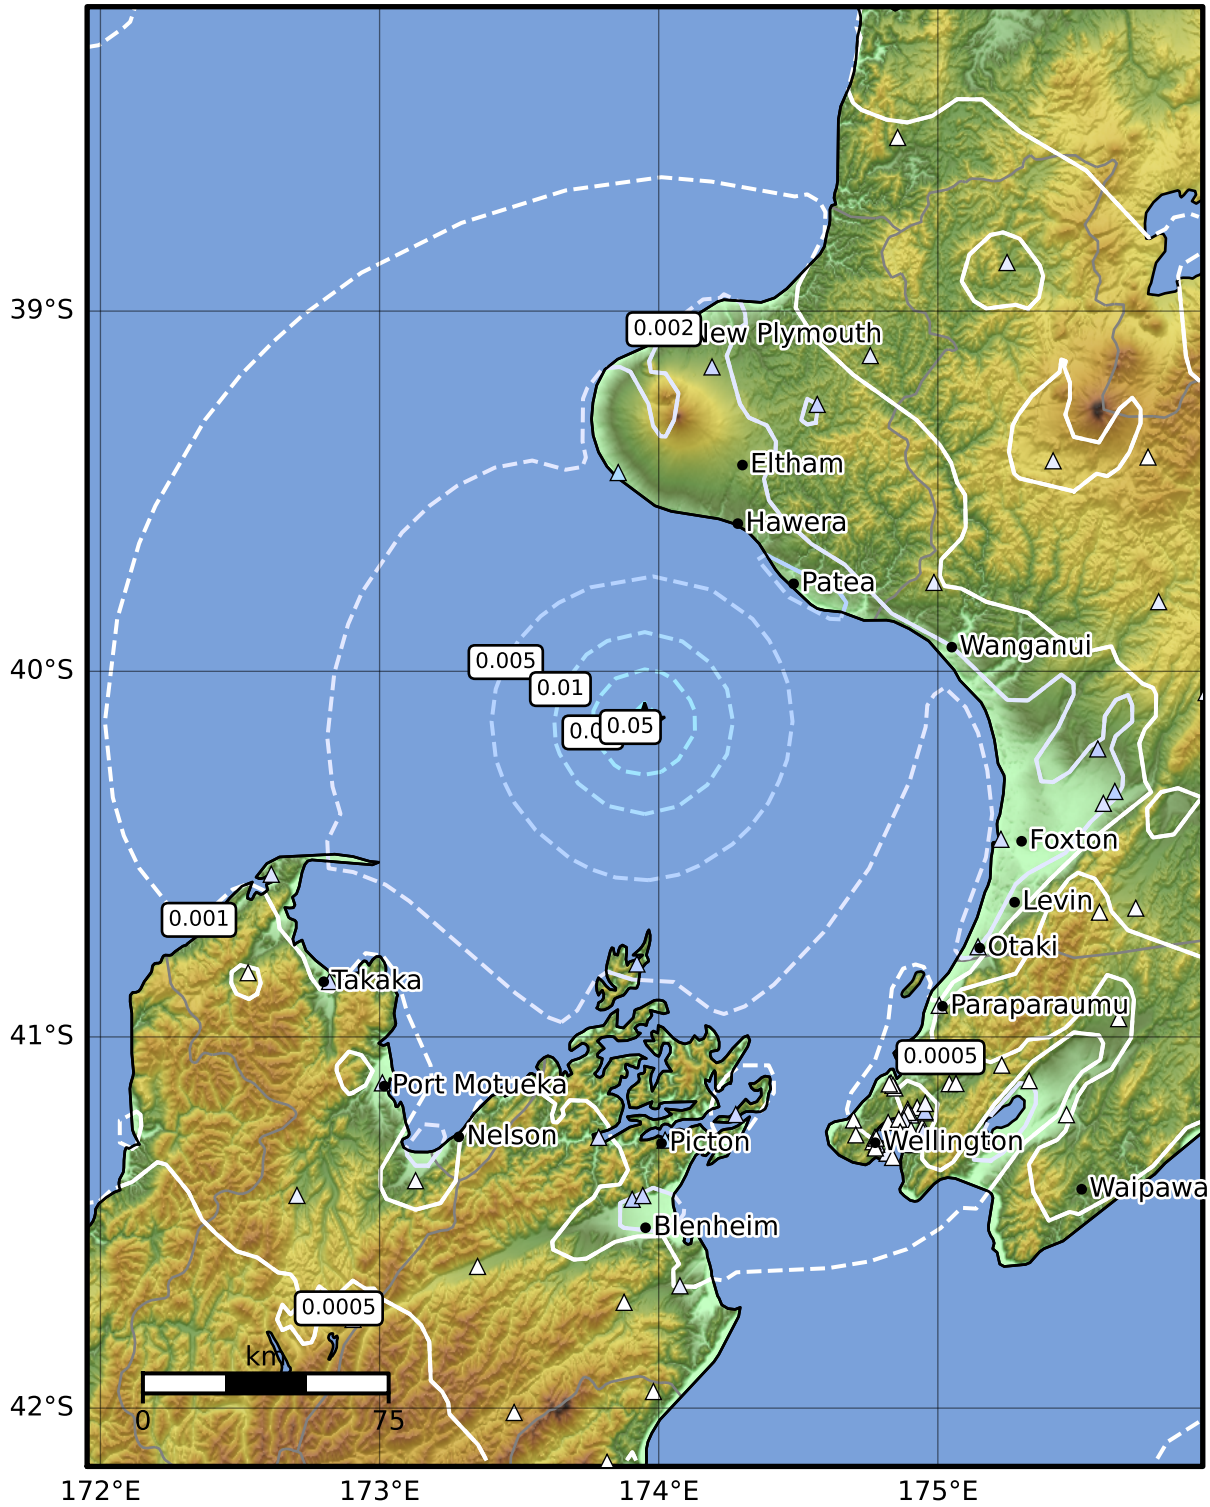 39°S
0.002
New Plymouth
Eltham
Hawera
Patea
Wanganui
40°S
0.005
0.01
0.05
Foxton
Levin
0.001
Otaki
Takaka
Paraparaumu
41°S
0.0005
Port Motueka
Nelson
Picton
Wellington
Waipawa
Blenheim
0.0005
km
0
75
42°S
172°E
173°E
174°E
175°E